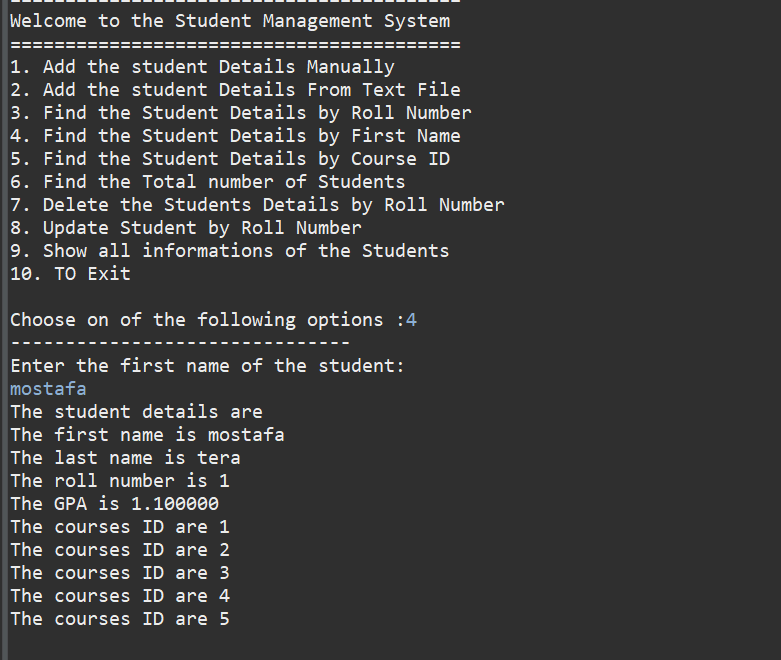 =========================================
Welcome to the Student Management System
=========================================
1. Add the student Details Manually
2. Add the student Details From Text File
3. Find the Student Details by Roll Number
4. Find the Student Details by First Name
5. Find the Student Details by Course ID
6. Find the Total number of Students
7. Delete the Students Details by Roll Number
8. Update Student by Roll Number
9. Show all informations of the Students
10. TO Exit
Choose on of the following options :4
-------------------------------
Enter the first name of the student:
mostafa
The student details are
The first name is mostafa
The last name is tera
The roll number is 1
The GPA is 1.100000
The courses ID are 1
The courses ID are 2
The courses ID are 3
The courses ID are 4
The courses ID are 5